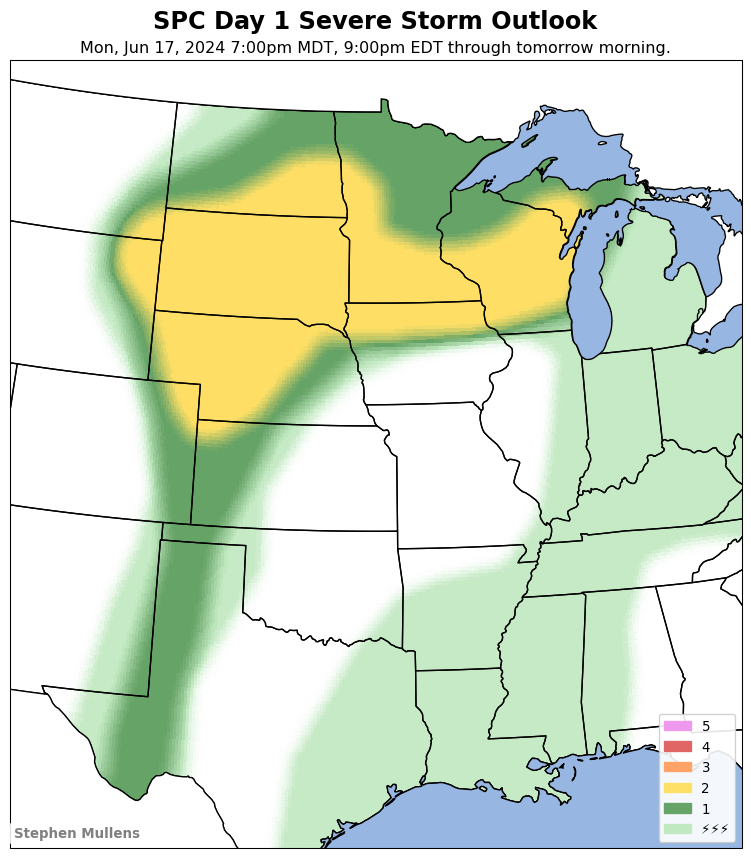 SPC Day 1 Severe Storm Outlook
Mon, Jun 17, 2024 7:00pm MDT, 9:00pm EDT through tomorrow morning.
5
4
3
2
1
⚡⚡⚡
Stephen Mullens